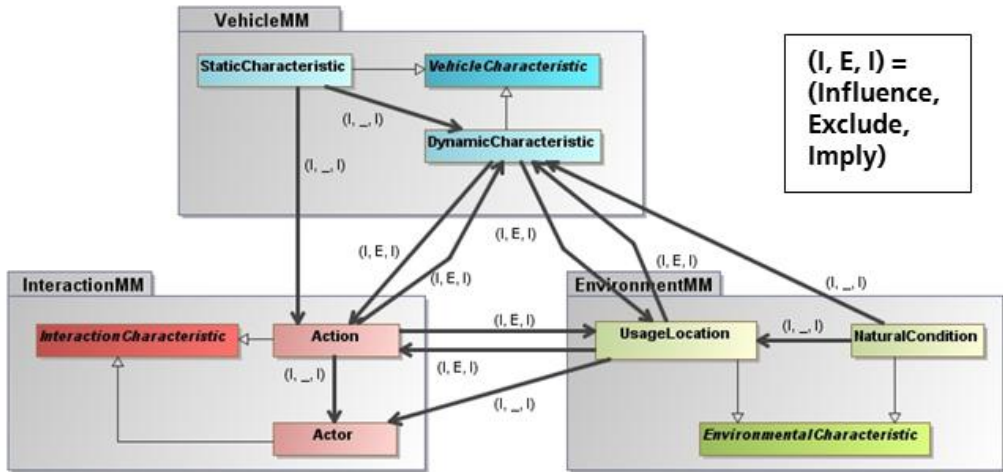 VehicleMM
StaticCharacteristic
VehicleCharacteristic
(I, E, I) =
(Influence,
Exclude,
Imply)
(I, _, I)
DynamicCharacteristic
(I, _, I)
(I, E, I)
(I, E, I)
(I, E, I)
(I, E, I)
(I, _, I)
InteractionMM
EnvironmentMM
InteractionCharacteristic
Action
(I, E, I)
UsageLocation
(I, _, I)
NaturalCondition
(I, _, I)
(I, E, I)
(I, _, I)
Actor
EnvironmentalCharacteristic